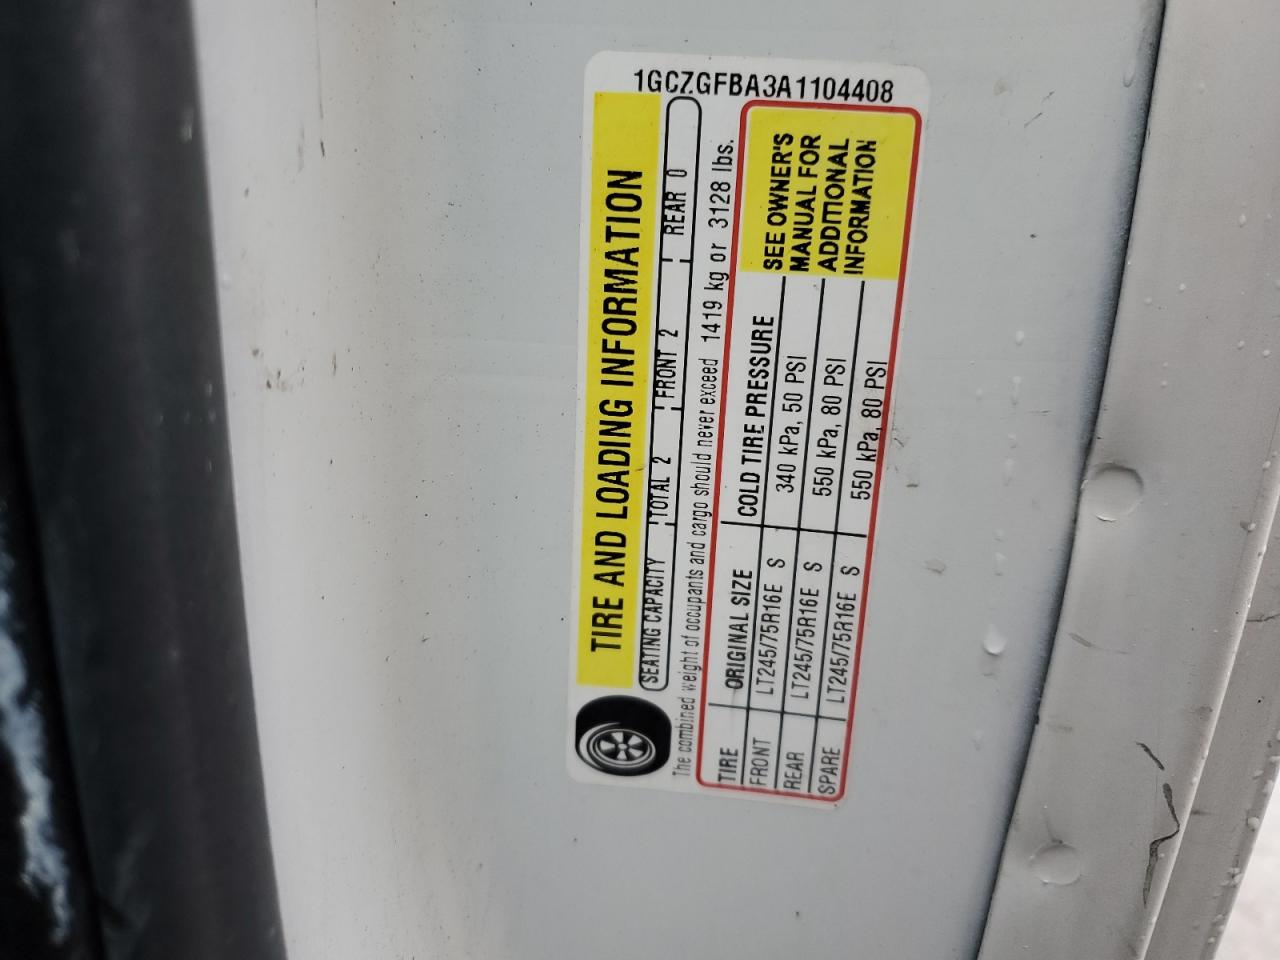 1GCZGFBA3A1104408
TIRE AND LOADING INFORMATION
SEATING CAPACITY TOTAL 2 FRONT 2 REAR 0
The combined weight of occupants and cargo should never exceed 1419 kg or 3128 lbs.
TIRE ORIGINAL SIZE COLD TIRE PRESSURE
FRONT LT245/75R16E S 340 kPa, 50 PSI
REAR LT245/75R16E S 550 kPa, 80 PSI
SPARE LT245/75R16E S 550 kPa, 80 PSI
SEE OWNER'S
MANUAL FOR
ADDITIONAL
INFORMATION